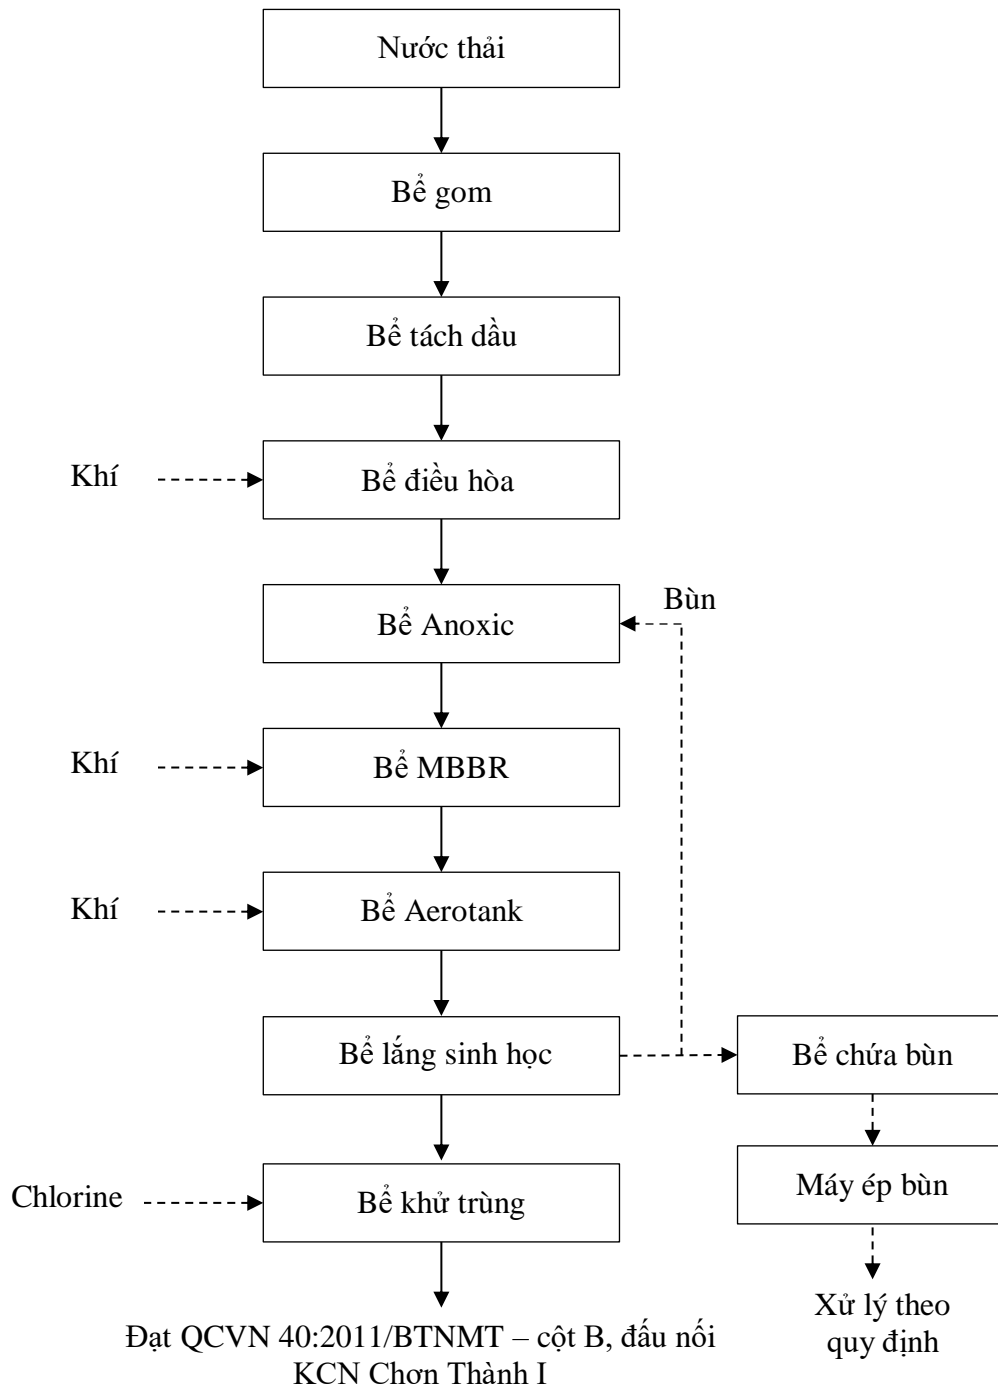 Nước thải
Bể gom
Bể tách dầu
Khí
Bể điều hòa
Bùn
Bể Anoxic
Khí
Bể MBBR
Khí
Bể Aerotank
Bể lắng sinh học
Bể chứa bùn
Máy ép bùn
Chlorine
Bể khử trùng
Xử lý theo
quy định
Đạt QCVN 40:2011/BTNMT – cột B, đấu nối
KCN Chơn Thành I